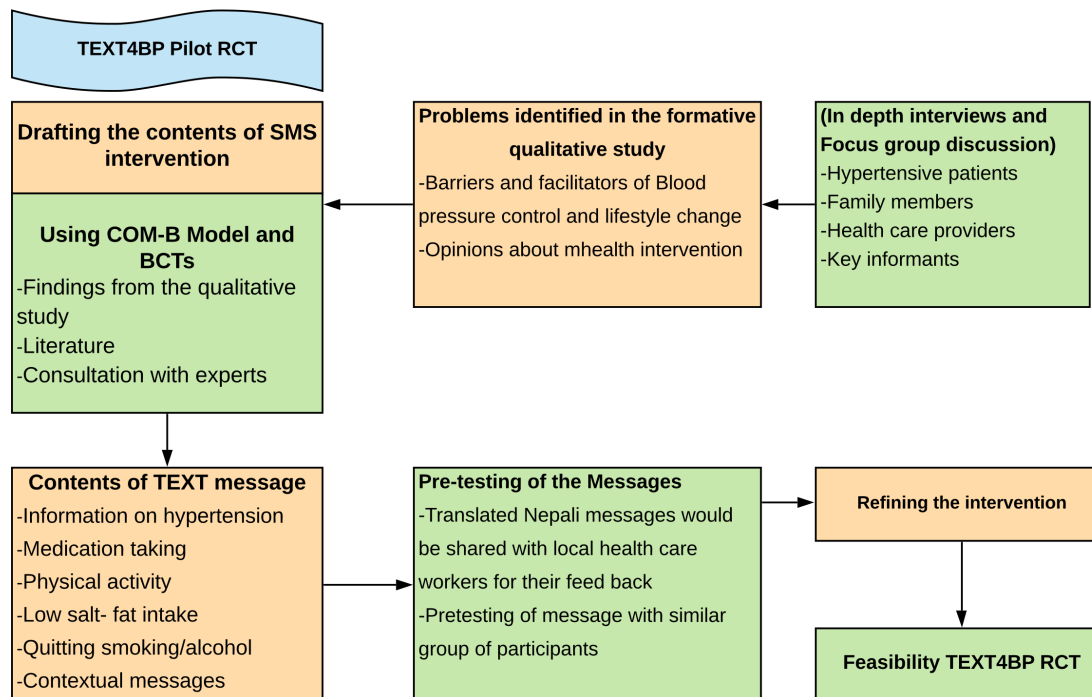 TEXT4BP Pilot RCT
Drafting the contents of SMS
intervention
Using COM-B Model and
BCTs
-Findings from the qualitative
study
-Literature
-Consultation with experts
Problems identified in the formative
qualitative study
-Barriers and facilitators of Blood
pressure control and lifestyle change
-Opinions about mhealth intervention
(In depth interviews and
Focus group discussion)
-Hypertensive patients
-Family members
-Health care providers
-Key informants
Contents of TEXT message
-Information on hypertension
-Medication taking
-Physical activity
-Low salt- fat intake
-Quitting smoking/alcohol
-Contextual messages
Pre-testing of the Messages
-Translated Nepali messages would
be shared with local health care
workers for their feed back
-Pretesting of message with similar
group of participants
Refining the intervention
Feasibility TEXT4BP RCT